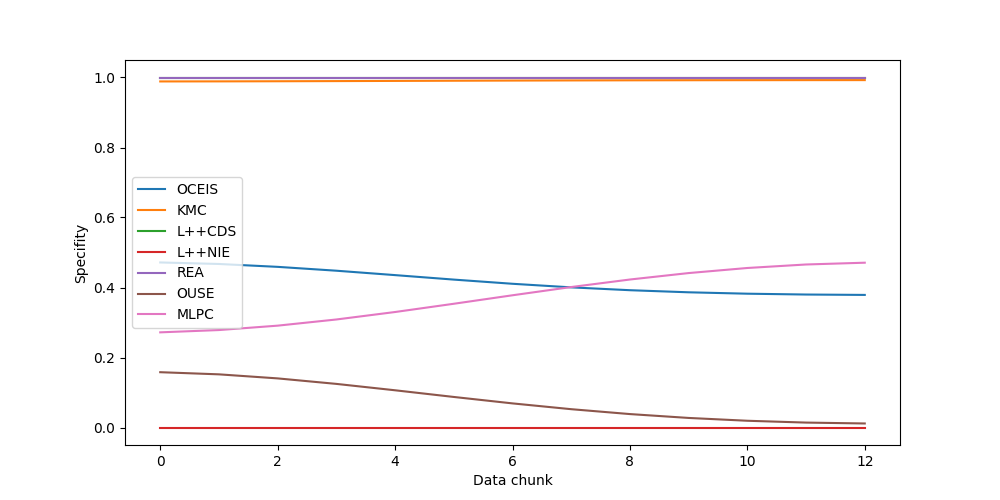 1.0
0.8
0.6
0.4
0.2
0.0
Specifity
OCEIS
KMC
L++CDS
L++NIE
REA
OUSE
MLPC
0 2 4 6 8 10 12
Data chunk